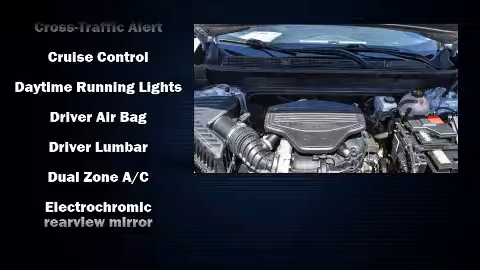 Cross-Traffic Alert
Cruise Control
Daytime Running Lights
Driver Air Bag
Driver Lumbar
Dual Zone A/C
Electrochromic
rearview mirror